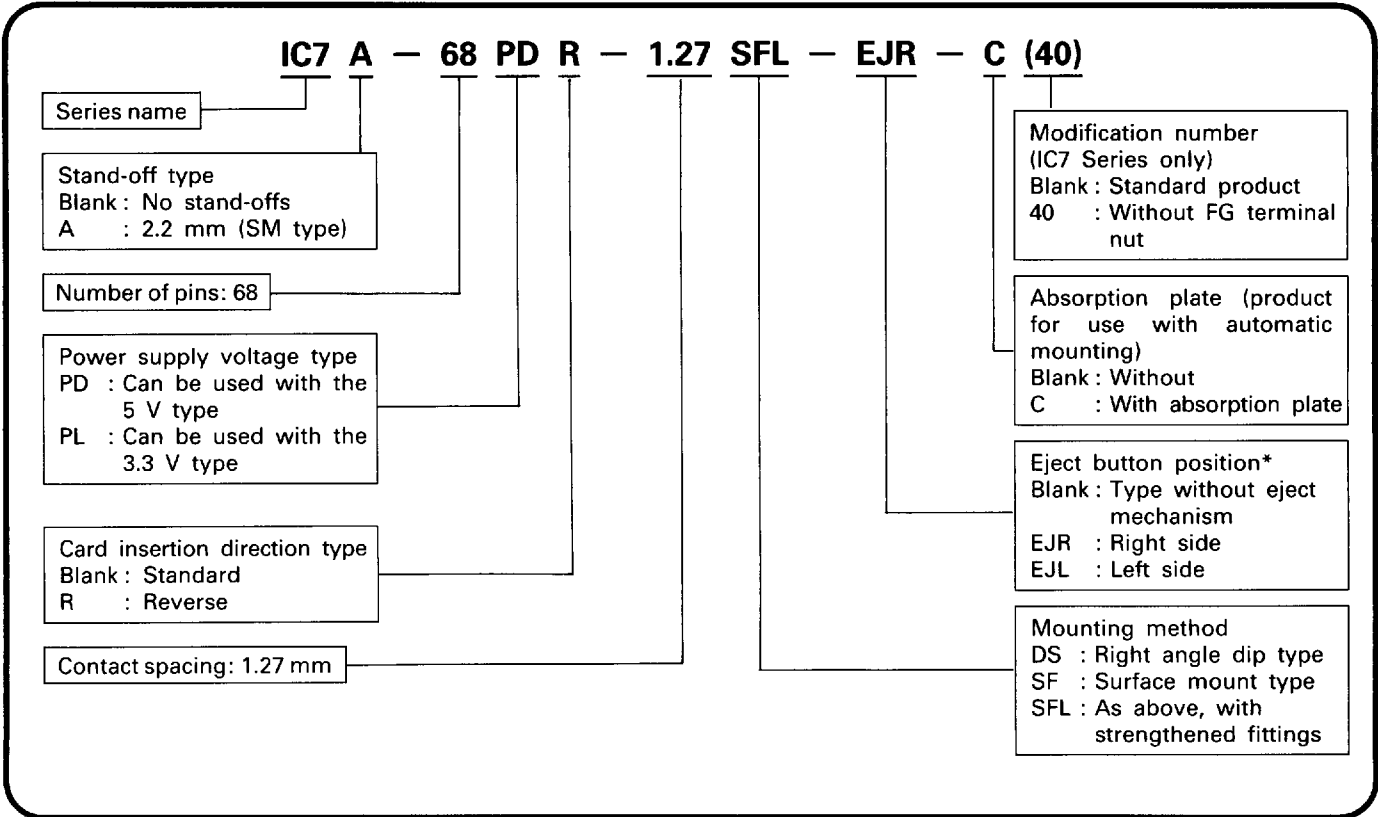 IC7 A – 68 PD R – 1.27 SFL – EJR – C (40)
Series name
Stand-off type
Blank : No stand-offs
A : 2.2 mm (SM type)
Number of pins: 68
Power supply voltage type
PD : Can be used with the
5 V type
PL : Can be used with the
3.3 V type
Card insertion direction type
Blank : Standard
R : Reverse
Contact spacing: 1.27 mm
Modification number
(IC7 Series only)
Blank : Standard product
40 : Without FG terminal
nut
Absorption plate (product
for use with automatic
mounting)
Blank : Without
C : With absorption plate
Eject button position*
Blank : Type without eject
mechanism
EJR : Right side
EJL : Left side
Mounting method
DS : Right angle dip type
SF : Surface mount type
SFL : As above, with
strengthened fittings